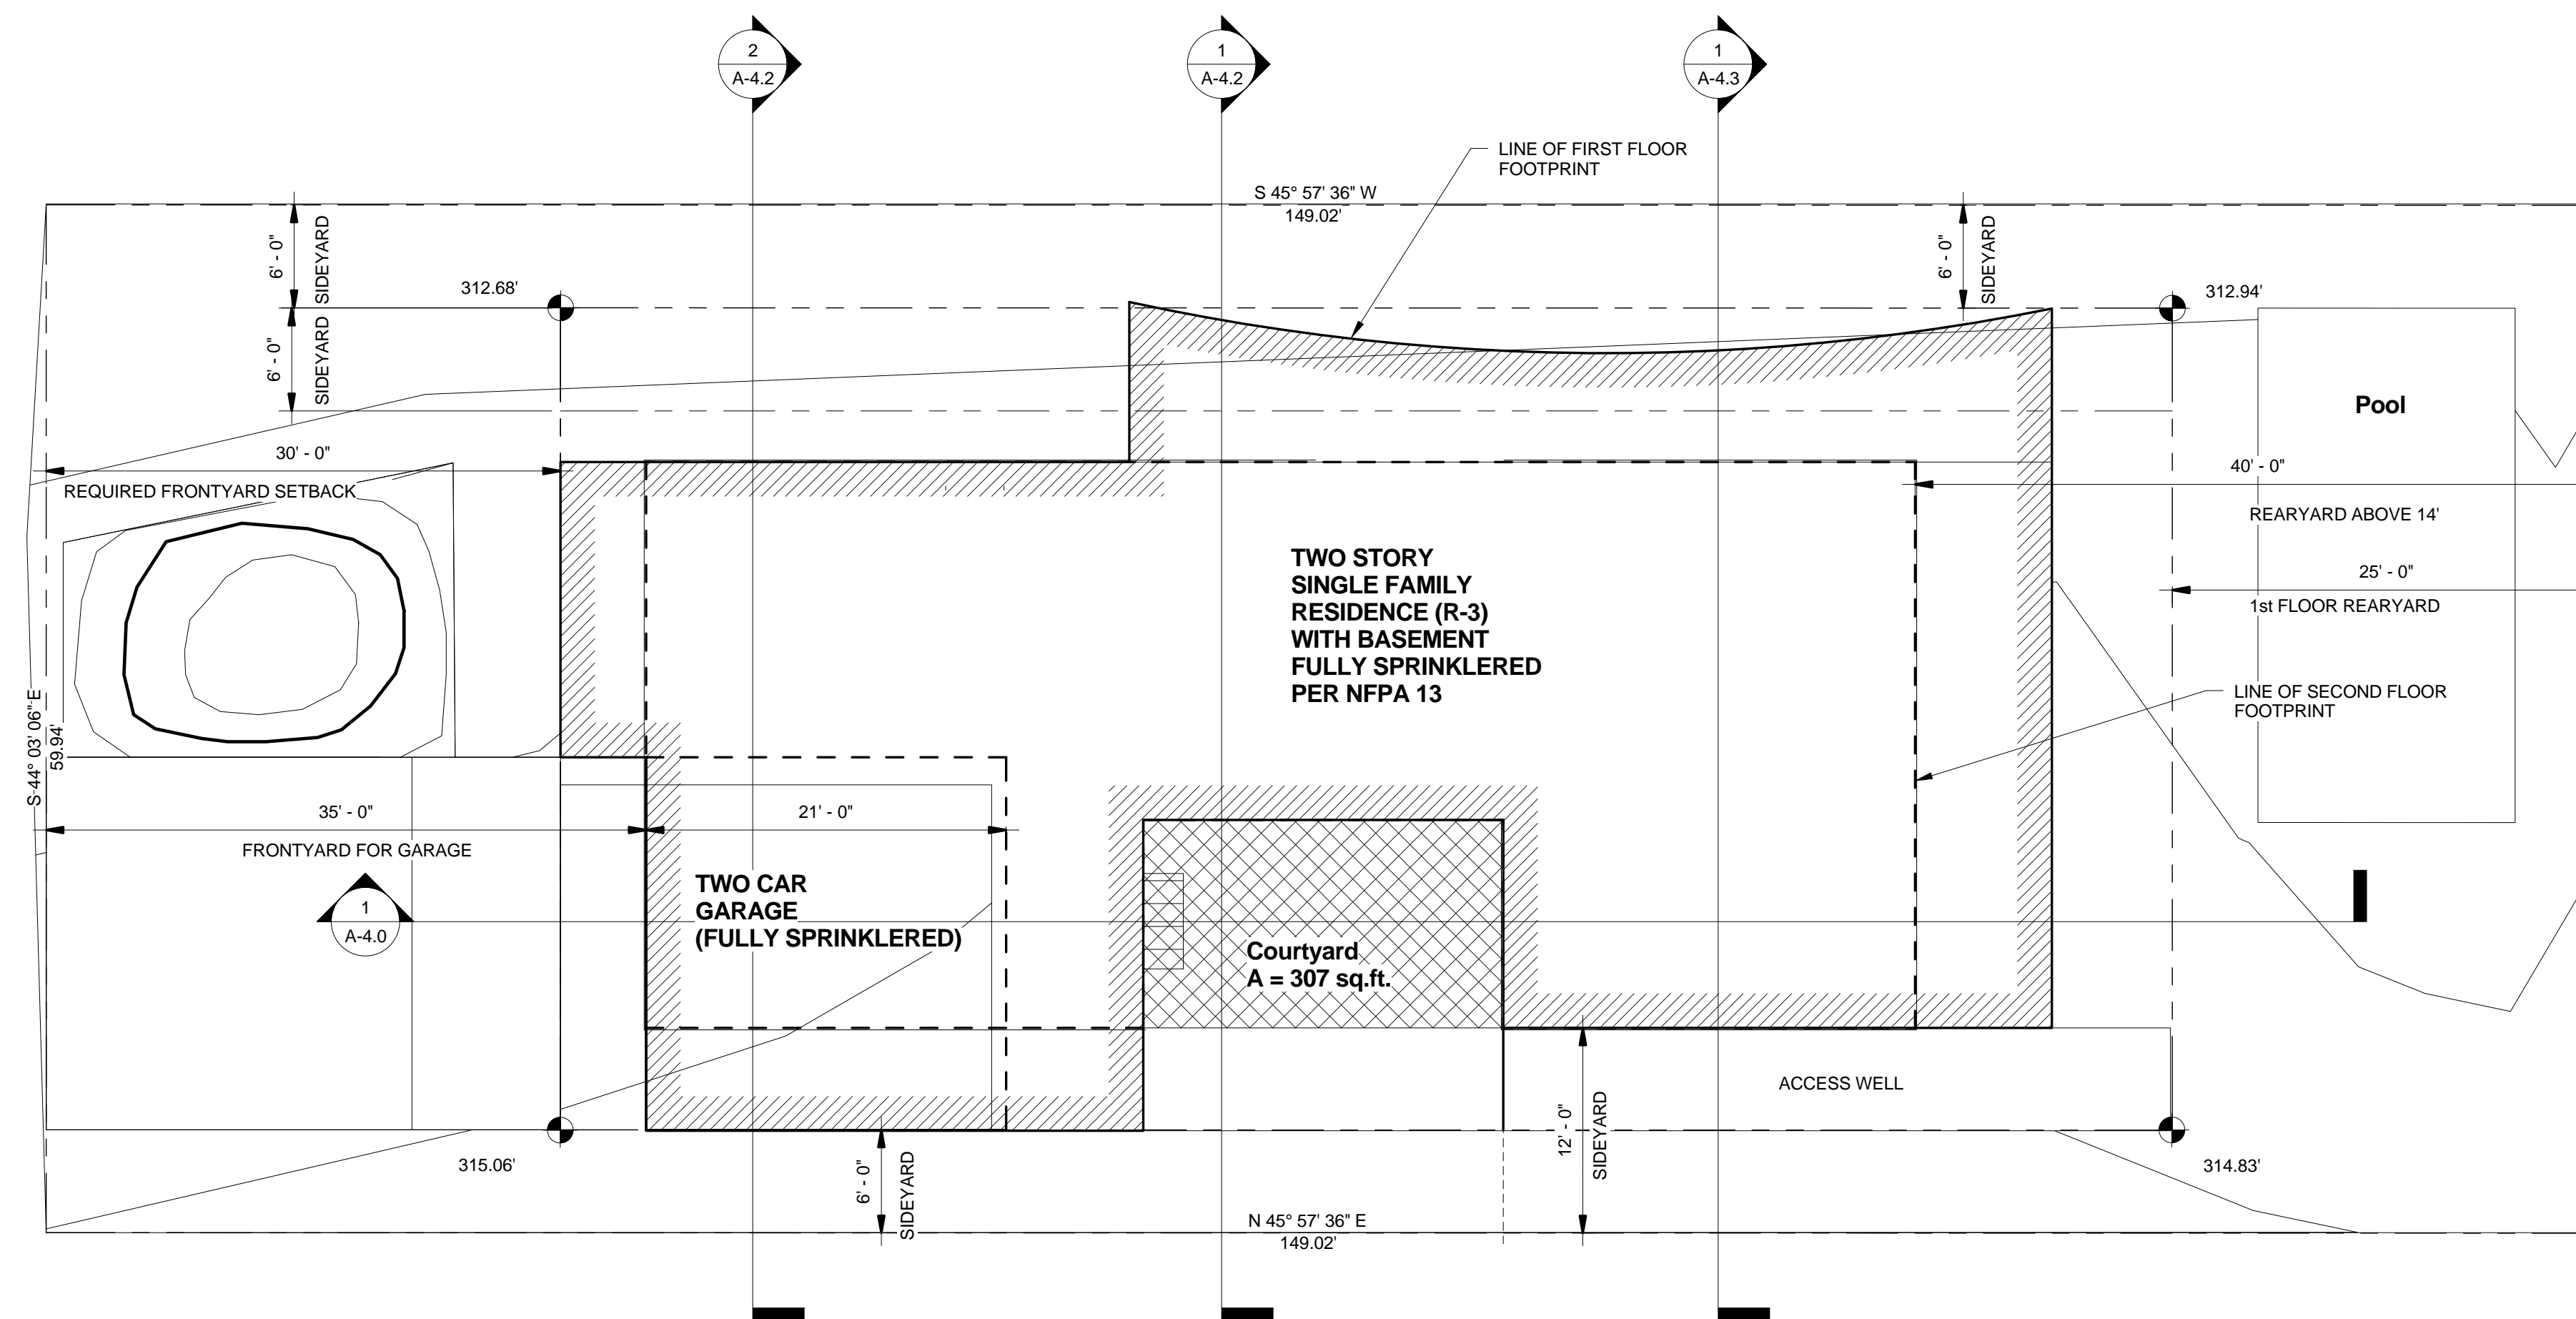 2
A-4.2
1
A-4.2
1
A-4.3
LINE OF FIRST FLOOR
FOOTPRINT
S 45° 57' 36" W
149.02'
6' - 0"
SIDEYARD
6' - 0"
SIDEYARD
312.68'
312.94'
6' - 0"
SIDEYARD
Pool
30' - 0"
REQUIRED FRONTYARD SETBACK
40' - 0"
REARYARD ABOVE 14'
TWO STORY
SINGLE FAMILY
RESIDENCE (R-3)
WITH BASEMENT
FULLY SPRINKLERED
PER NFPA 13
25' - 0"
1st FLOOR REARYARD
LINE OF SECOND FLOOR
FOOTPRINT
S 44° 03' 06" E
59.94'
35' - 0"
FRONTYARD FOR GARAGE
21' - 0"
TWO CAR
GARAGE
(FULLY SPRINKLERED)
1
A-4.0
Courtyard
A = 307 sq.ft.
ACCESS WELL
315.06'
6' - 0"
SIDEYARD
12' - 0"
SIDEYARD
314.83'
N 45° 57' 36" E
149.02'